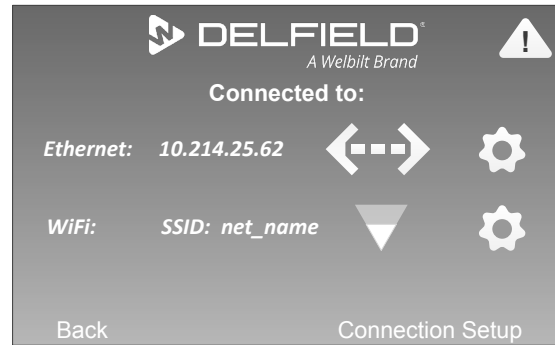 DELFIELD®
A Welbilt Brand
!
Connected to:
Ethernet: 10.214.25.62
WiFi: SSID: net_name
Back Connection Setup